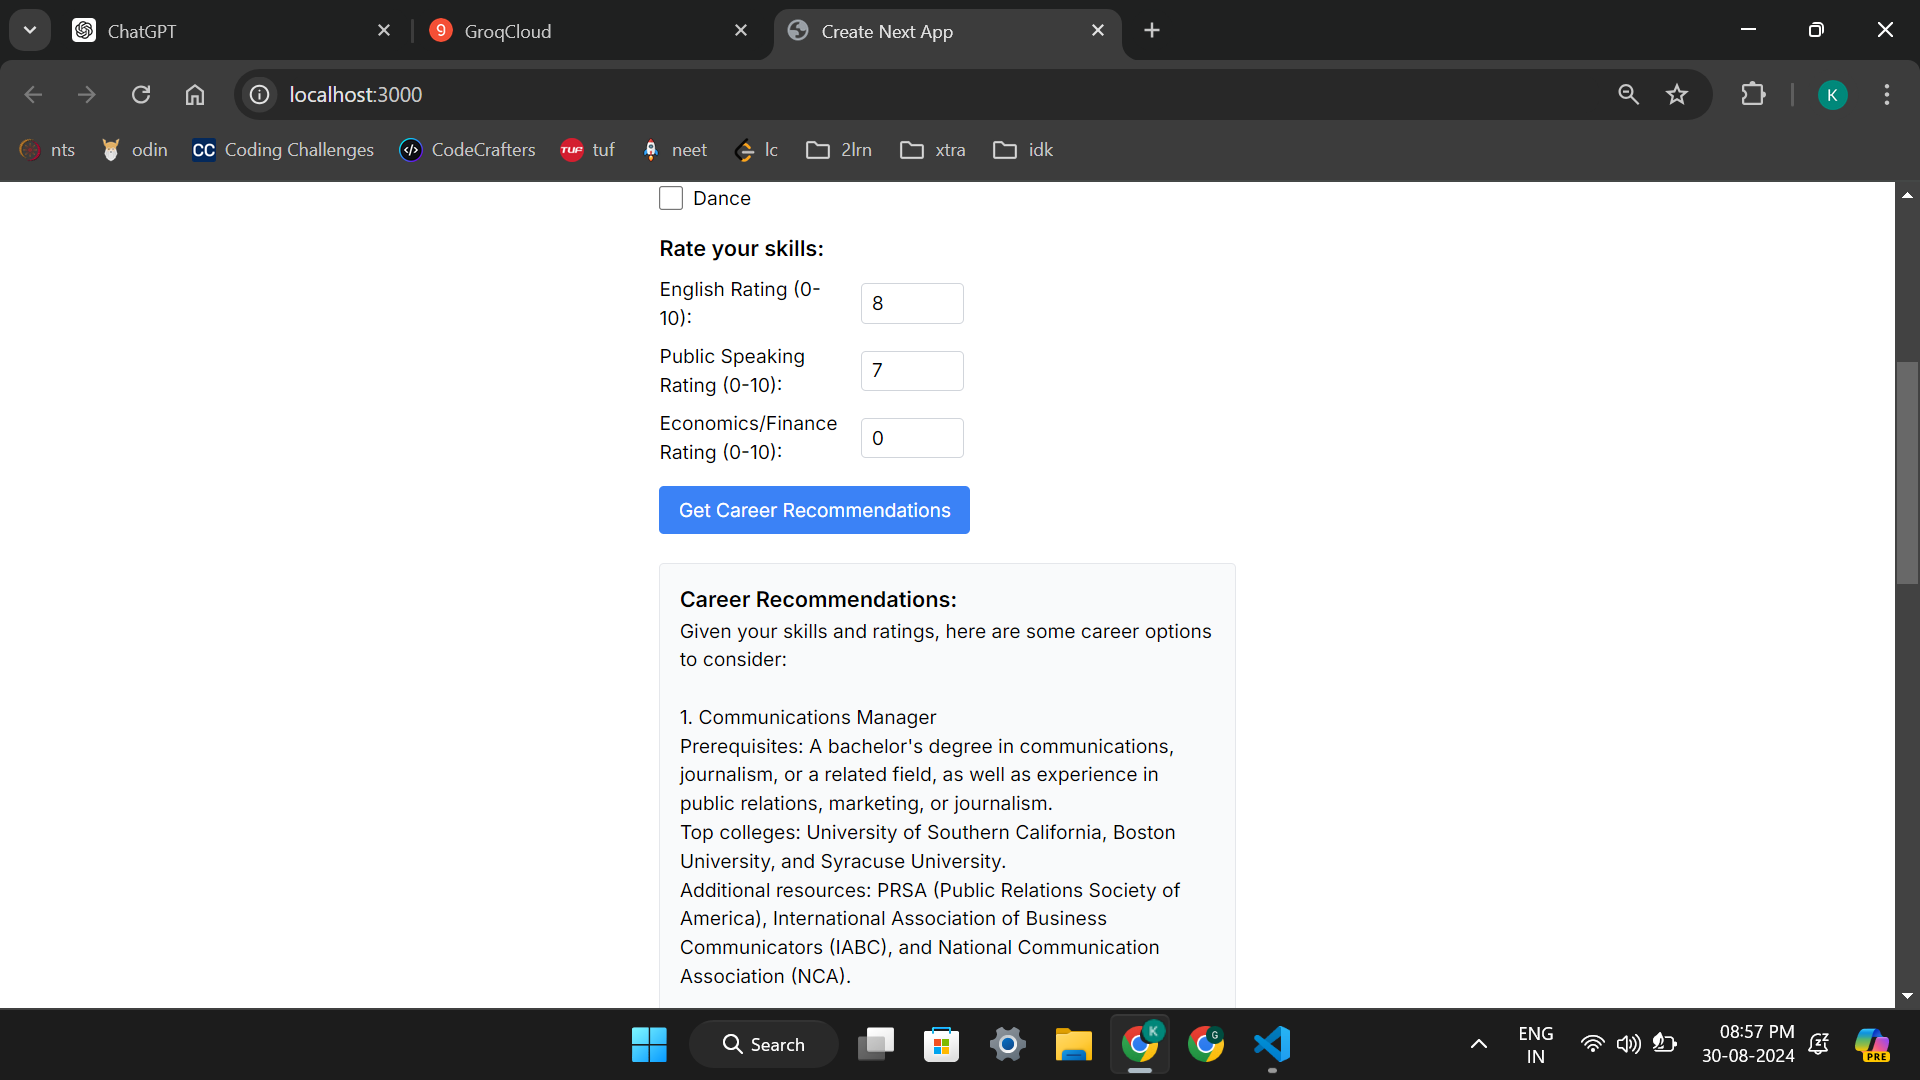 ChatGPT
9 GroqCloud
Create Next App
localhost:3000
K
nts
odin
CC Coding Challenges
CodeCrafters
TUF tuf
neet
lc
2lrn
xtra
idk
Dance
Rate your skills:
English Rating (0-
10):
8
Public Speaking
Rating (0-10):
7
Economics/Finance
Rating (0-10):
0
Get Career Recommendations
Career Recommendations:
Given your skills and ratings, here are some career options
to consider:
1. Communications Manager
Prerequisites: A bachelor's degree in communications,
journalism, or a related field, as well as experience in
public relations, marketing, or journalism.
Top colleges: University of Southern California, Boston
University, and Syracuse University.
Additional resources: PRSA (Public Relations Society of
America), International Association of Business
Communicators (IABC), and National Communication
Association (NCA).
Search
K
G
ENG
IN
08:57 PM
30-08-2024
PRE